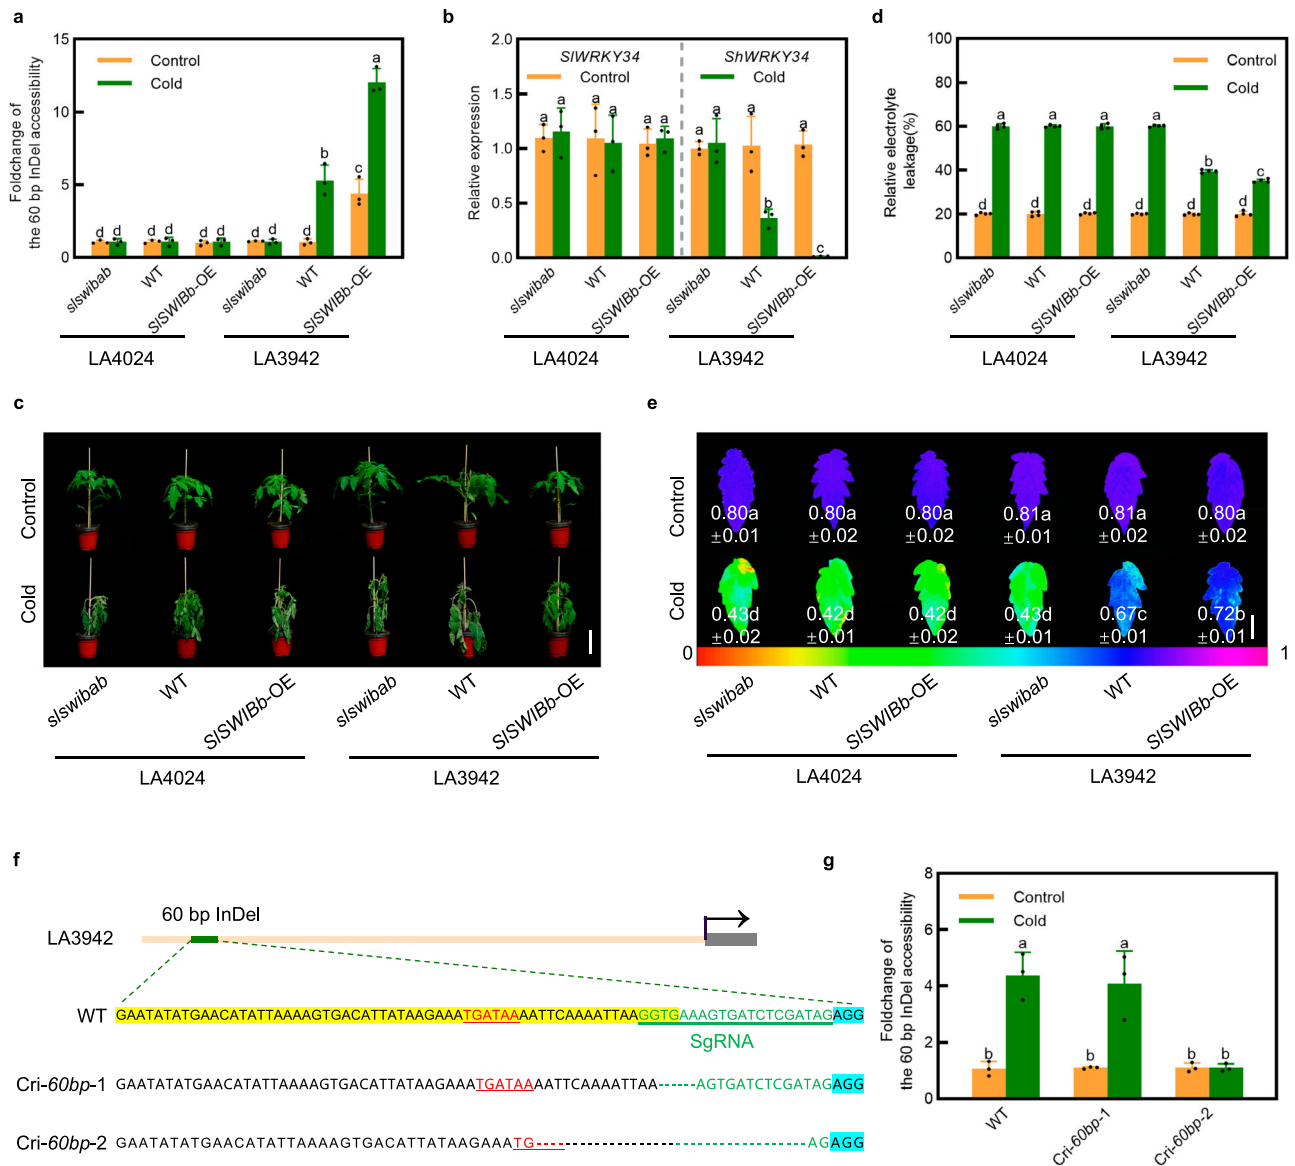 a
Foldchange of
the 60 bp InDel accessibility
15
10
5
0
Control
Cold
d d d d d d d d d b c a
slswibab
WT
SlSWIBb-OE
slswibab
WT
SlSWIBb-OE
LA4024
LA3942
b
Relative expression
2.0
1.5
1.0
0.5
0.0
SlWRKY34
ShWRKY34
Control
Cold
a a a a a a a a a b a c
slswibab
WT
SlSWIBb-OE
slswibab
WT
SlSWIBb-OE
LA4024
LA3942
d
Relative electrolyte
leakage(%)
100
80
60
40
20
0
Control
Cold
d a d a d a d a d b d c
slswibab
WT
SlSWIBb-OE
slswibab
WT
SlSWIBb-OE
LA4024
LA3942
c
Control
Cold
slswibab
WT
SlSWIBb-OE
slswibab
WT
SlSWIBb-OE
LA4024
LA3942
e
Control
0.80a 0.80a 0.80a 0.81a 0.81a 0.80a
±0.01 ±0.02 ±0.02 ±0.01 ±0.02 ±0.02
Cold
0.43d 0.42d 0.42d 0.43d 0.67c 0.72b
±0.02 ±0.01 ±0.02 ±0.01 ±0.01 ±0.01
0 1
slswibab
WT
SlSWIBb-OE
slswibab
WT
SlSWIBb-OE
LA4024
LA3942
f
60 bp InDel
LA3942
WT GAATATATGAACATATTAAAAGTGACATTATAAGAAATGATAAAATTCAAAATTAAGGTGAAAGTGATCTCGATAGAGG
SgRNA
Cri-60bp-1 GAATATATGAACATATTAAAAGTGACATTATAAGAAATGATAAAATTCAAAATTAA-----AGTGATCTCGATAGAGG
Cri-60bp-2 GAATATATGAACATATTAAAAGTGACATTATAAGAAATG--------------------AGAGG
g
Foldchange of
the 60 bp InDel accessibility
8
6
4
2
0
Control
Cold
b a b a b b
WT
Cri-60bp-1
Cri-60bp-2